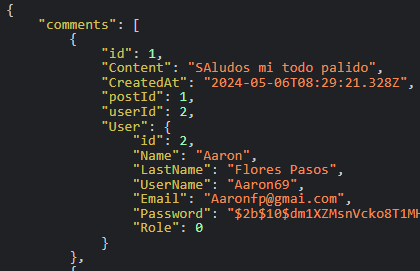 {
"comments": [
{
"id": 1,
"Content": "SAludos mi todo palido",
"CreatedAt": "2024-05-06T08:29:21.328Z",
"postId": 1,
"userId": 2,
"User": {
"id": 2,
"Name": "Aaron",
"LastName": "Flores Pasos",
"UserName": "Aaron69",
"Email": "Aaronfp@gmai.com",
"Password": "$2b$10$dm1XZMsnVcko8T1MH
"Role": 0
}
},
{